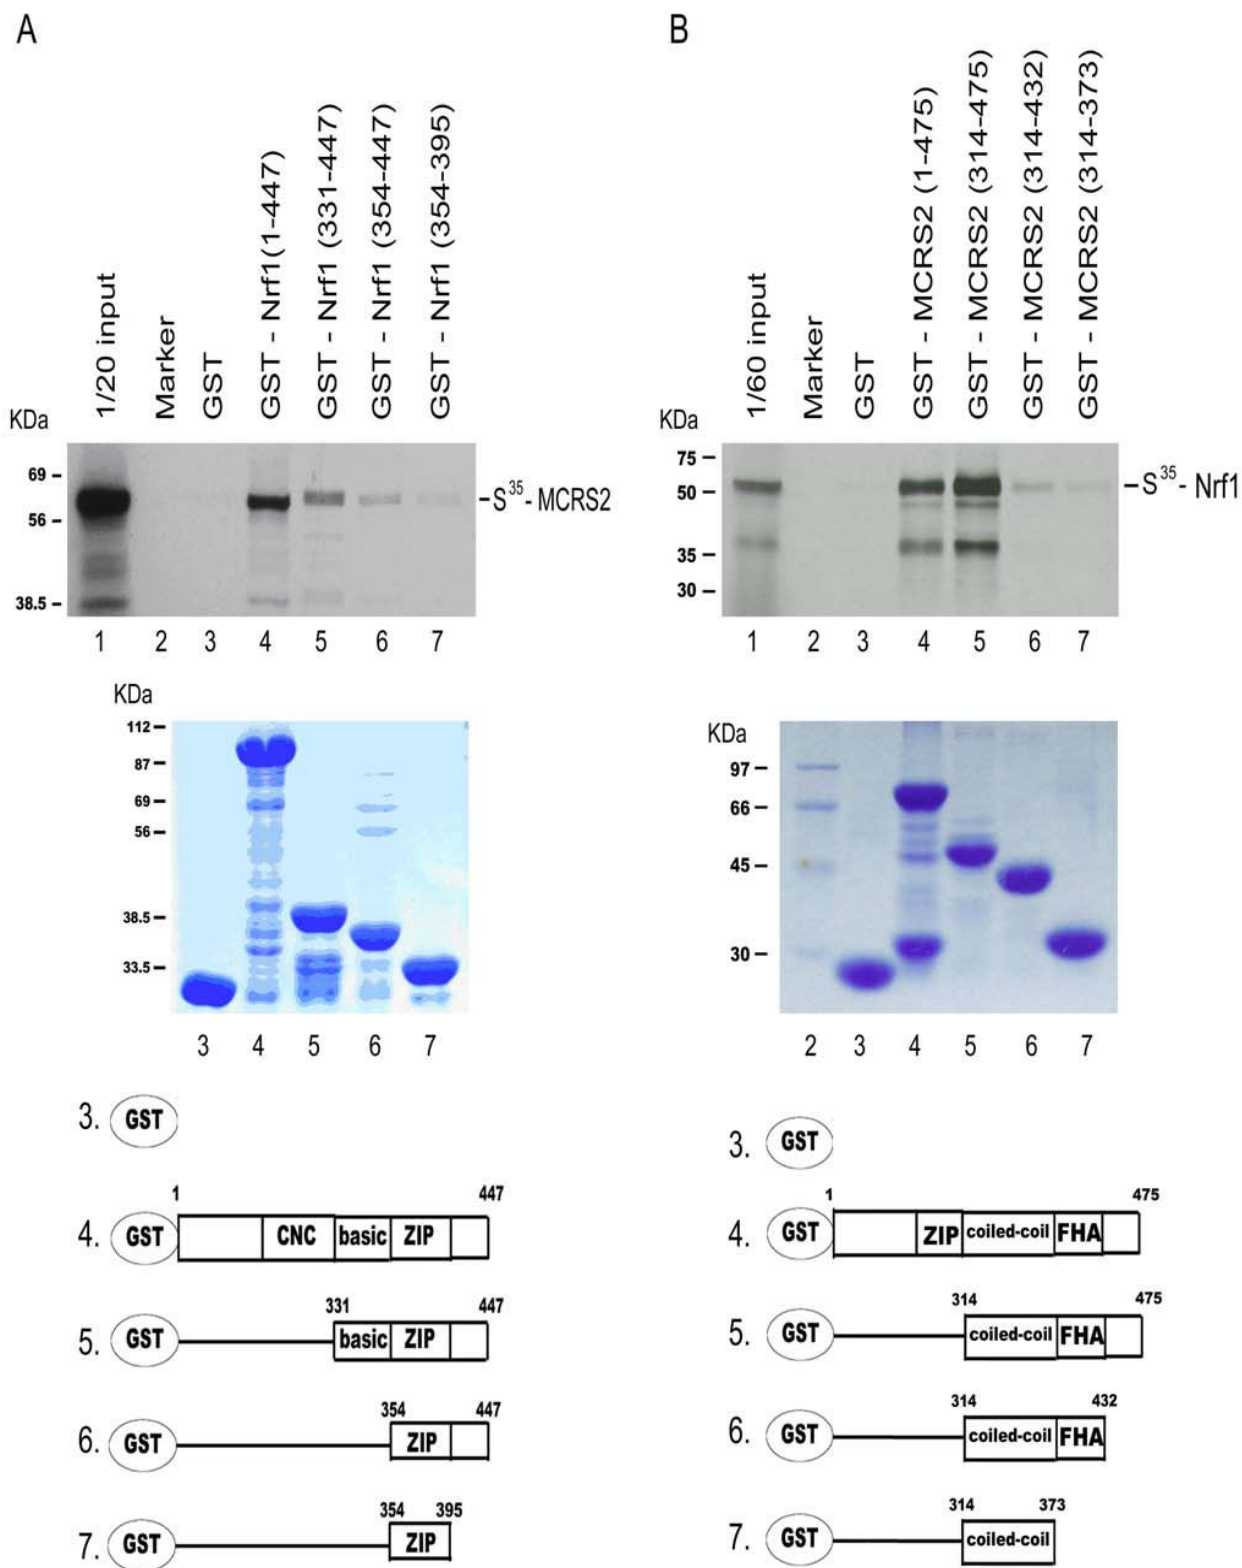 A
1/20 input
Marker
GST
GST - Nrf1(1-447)
GST - Nrf1 (331-447)
GST - Nrf1 (354-447)
GST - Nrf1 (354-395)
KDa
69
56
38.5
S35- MCRS2
1 2 3 4 5 6 7
KDa
112
87
69
56
38.5
33.5
3 4 5 6 7
3. GST
1 447
4. GST CNC basic ZIP
331 447
5. GST basic ZIP
354 447
6. GST ZIP
354 395
7. GST ZIP
B
1/60 input
Marker
GST
GST - MCRS2 (1-475)
GST - MCRS2 (314-475)
GST - MCRS2 (314-432)
GST - MCRS2 (314-373)
KDa
75
50
35
30
S35- Nrf1
1 2 3 4 5 6 7
KDa
97
66
45
30
2 3 4 5 6 7
3. GST
1 475
4. GST ZIP coiled-coil FHA
314 475
5. GST coiled-coil FHA
314 432
6. GST coiled-coil FHA
314 373
7. GST coiled-coil